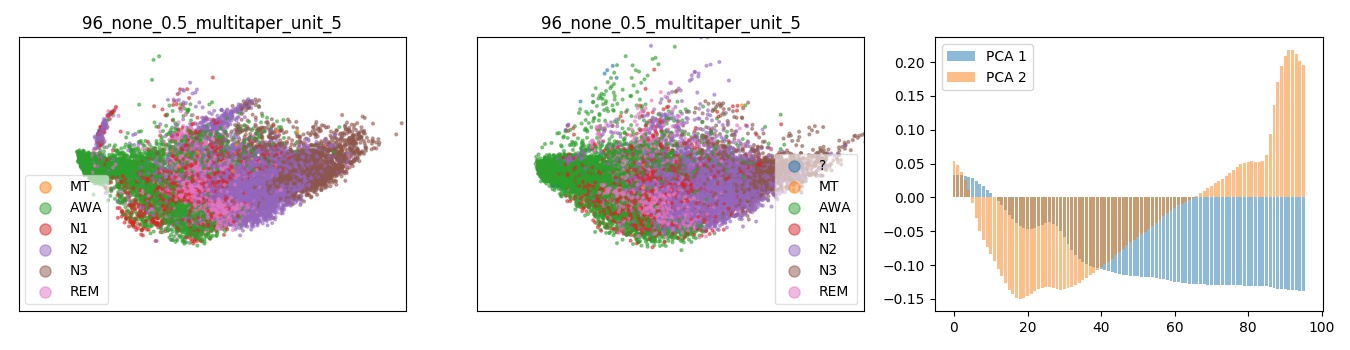 96_none_0.5_multitaper_unit_5
MT
AWA
N1
N2
N3
REM
96_none_0.5_multitaper_unit_5
?
MT
AWA
N1
N2
N3
REM
PCA 1
PCA 2
0.20
0.15
0.10
0.05
0.00
−0.05
−0.10
−0.15
0 20 40 60 80 100